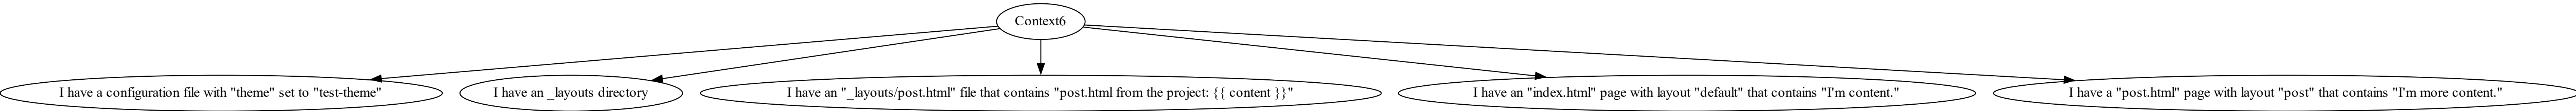 Context6
I have a configuration file with "theme" set to "test-theme"
I have an _layouts directory
I have an "_layouts/post.html" file that contains "post.html from the project: {{ content }}"
I have an "index.html" page with layout "default" that contains "I'm content."
I have a "post.html" page with layout "post" that contains "I'm more content."